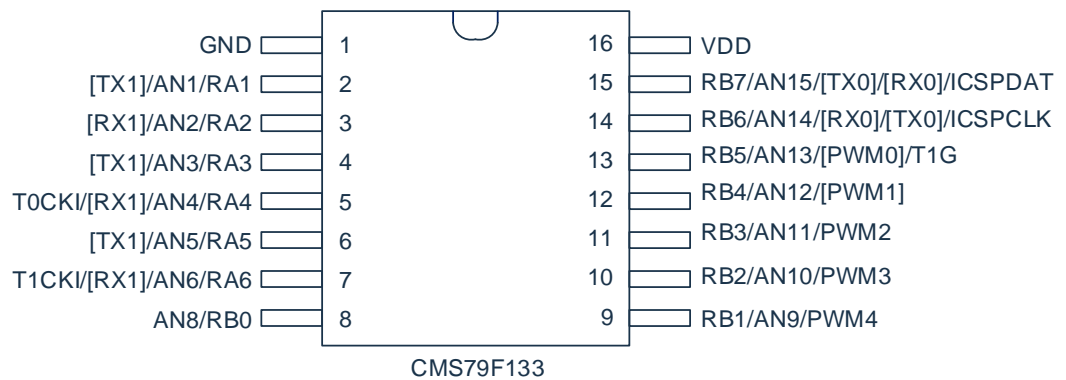 GND 1 16 VDD
[TX1]/AN1/RA1 2 15 RB7/AN15/[TX0]/[RX0]/ICSPDAT
[RX1]/AN2/RA2 3 14 RB6/AN14/[RX0]/[TX0]/ICSPCLK
[TX1]/AN3/RA3 4 13 RB5/AN13/[PWM0]/T1G
T0CKI/[RX1]/AN4/RA4 5 12 RB4/AN12/[PWM1]
[TX1]/AN5/RA5 6 11 RB3/AN11/PWM2
T1CKI/[RX1]/AN6/RA6 7 10 RB2/AN10/PWM3
AN8/RB0 8 9 RB1/AN9/PWM4
CMS79F133